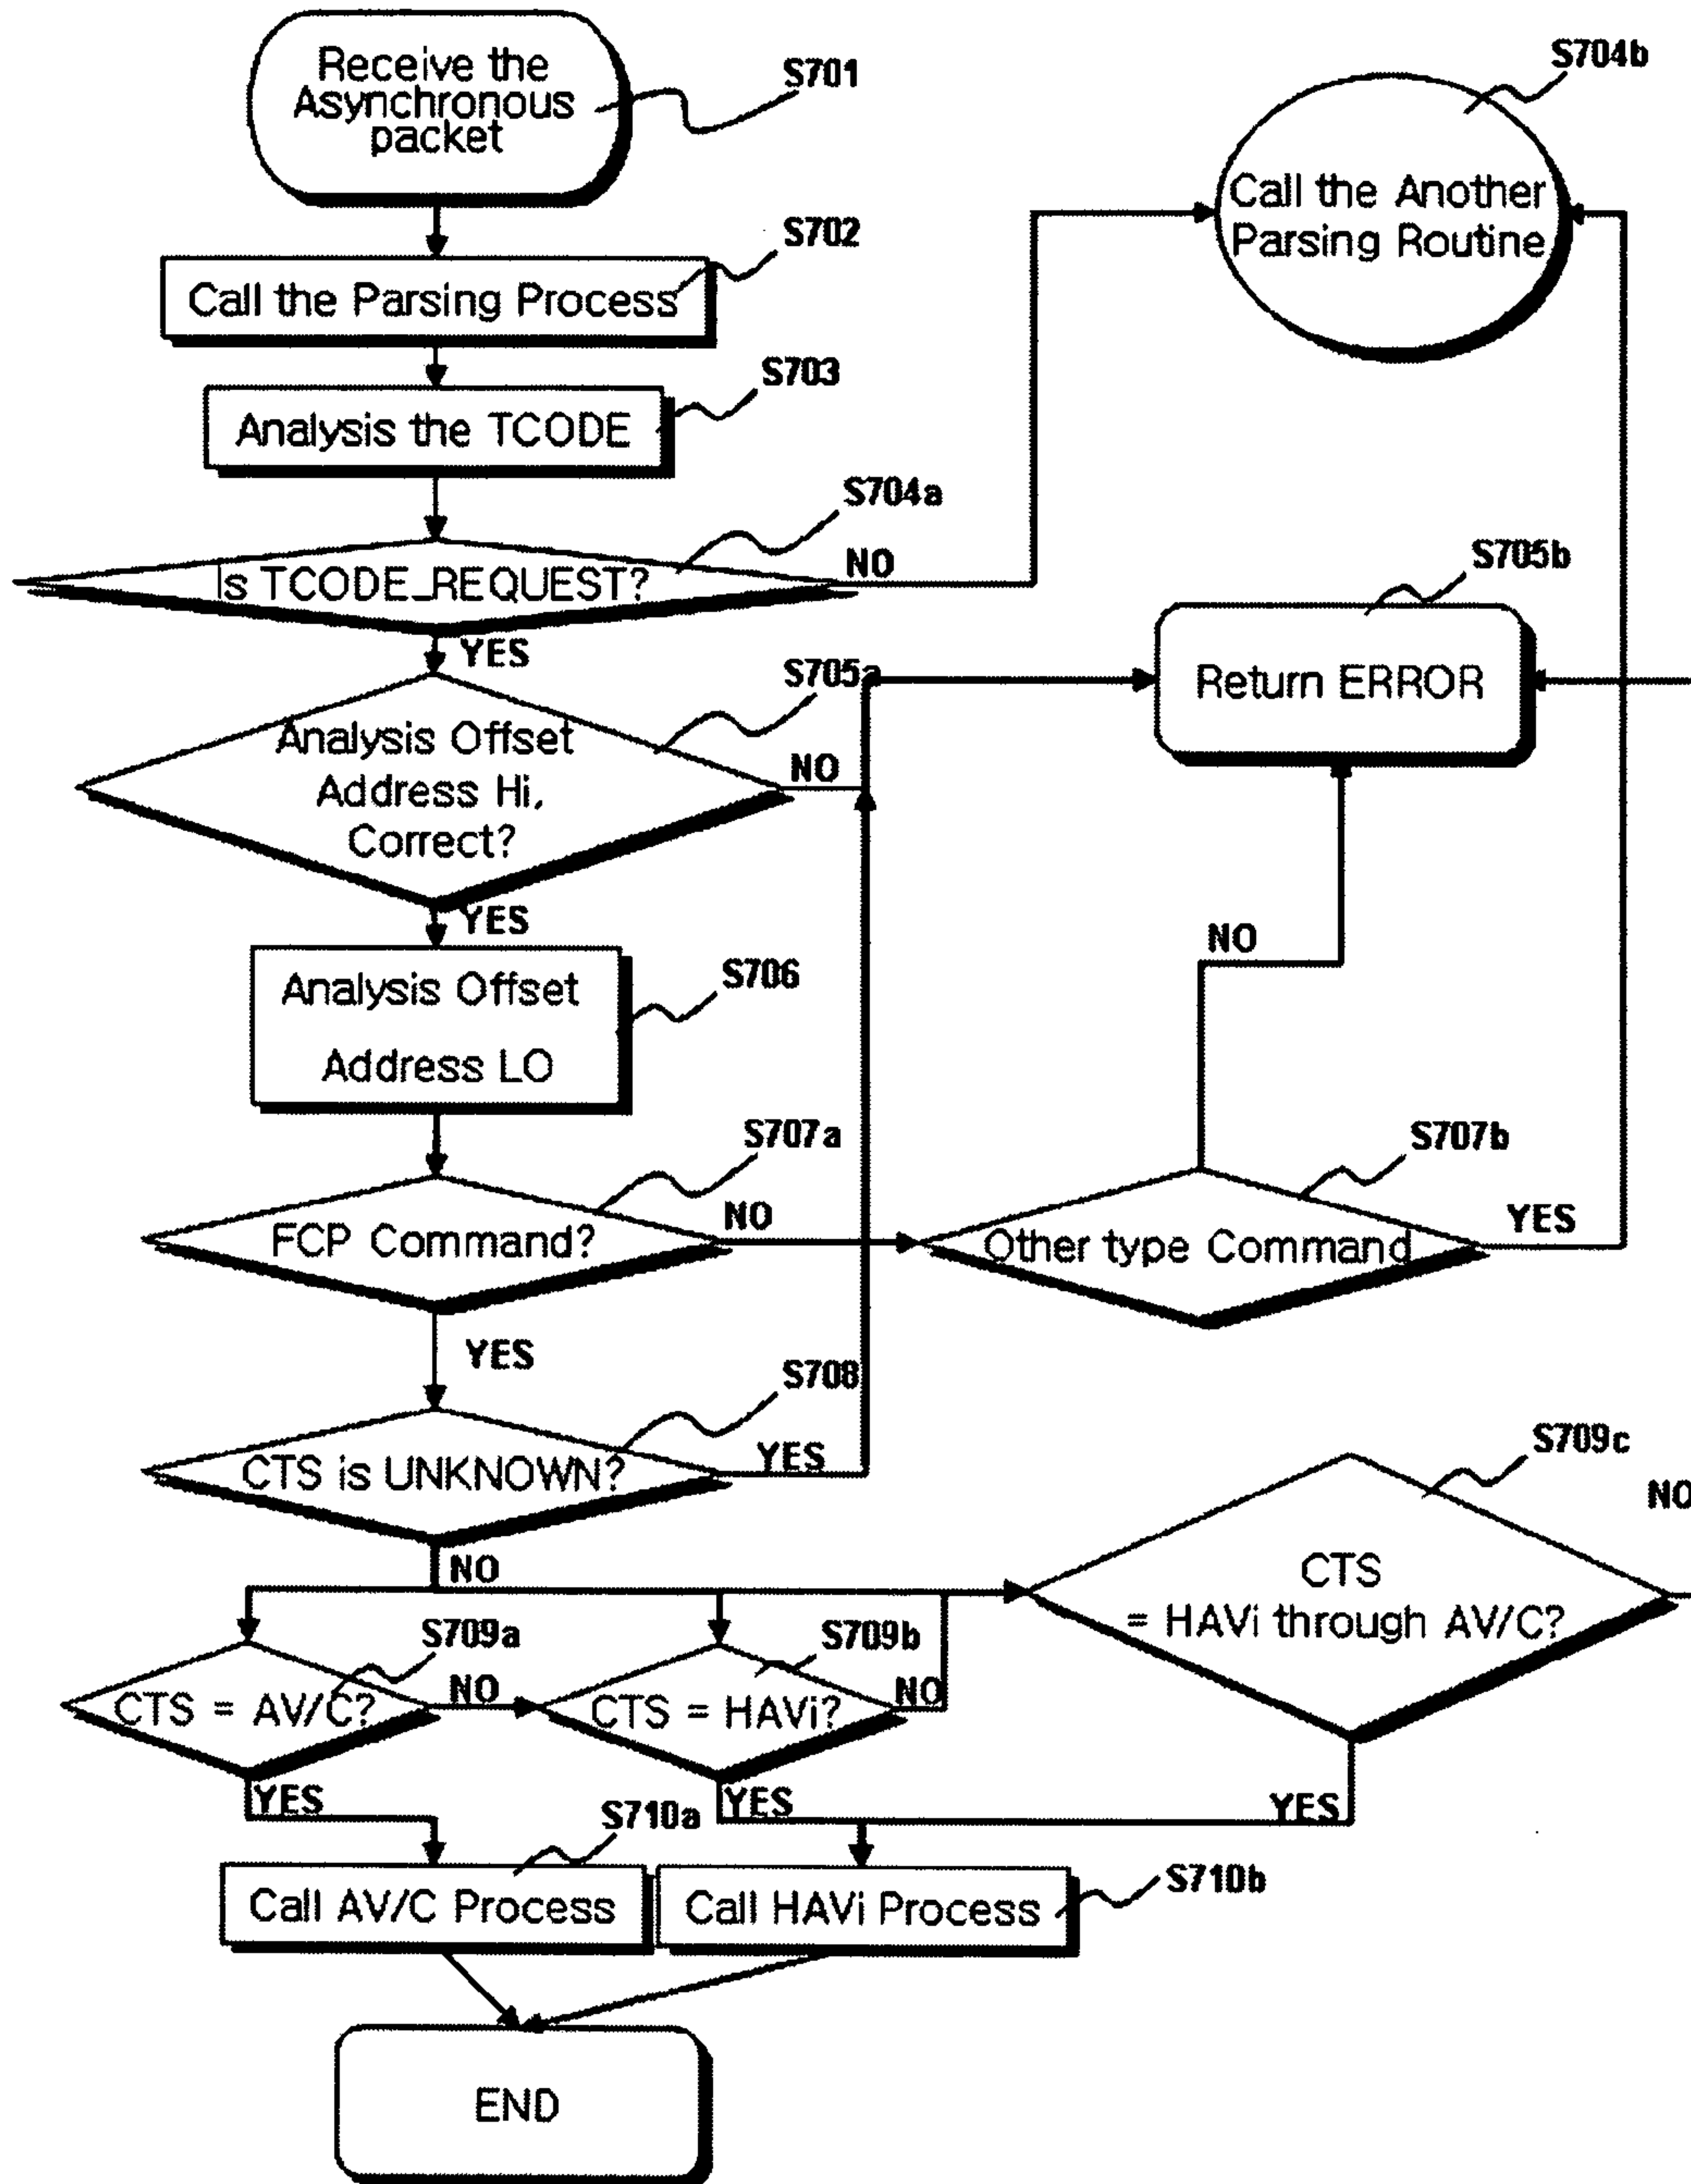 Receive the
Asynchronous
packet
S701
S704b
Call the Another
Parsing Routine
S702
Call the Parsing Process
S703
Analysis the TCODE
S704a
Is TCODE_REQUEST?
NO
YES
S705b
Return ERROR
S705a
Analysis Offset
Address Hi,
Correct?
NO
YES
S706
Analysis Offset
Address LO
NO
S707a
FCP Command?
NO
S707b
Other type Command
YES
YES
S708
CTS is UNKNOWN?
YES
NO
S709c
CTS
= HAVi through AV/C?
NO
S709a
CTS = AV/C?
NO
S709b
CTS = HAVi?
NO
YES
YES
YES
S710a
Call AV/C Process
Call HAVi Process
S710b
END